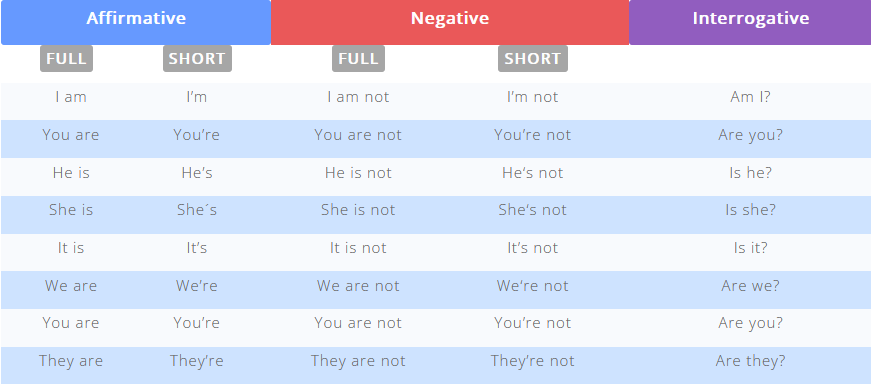 Affirmative Negative Interrogative
FULL SHORT FULL SHORT
I am I’m I am not I’m not Am I?
You are You’re You are not You’re not Are you?
He is He’s He is not He‘s not Is he?
She is She´s She is not She‘s not Is she?
It is It’s It is not It’s not Is it?
We are We’re We are not We‘re not Are we?
You are You’re You are not You’re not Are you?
They are They’re They are not They’re not Are they?